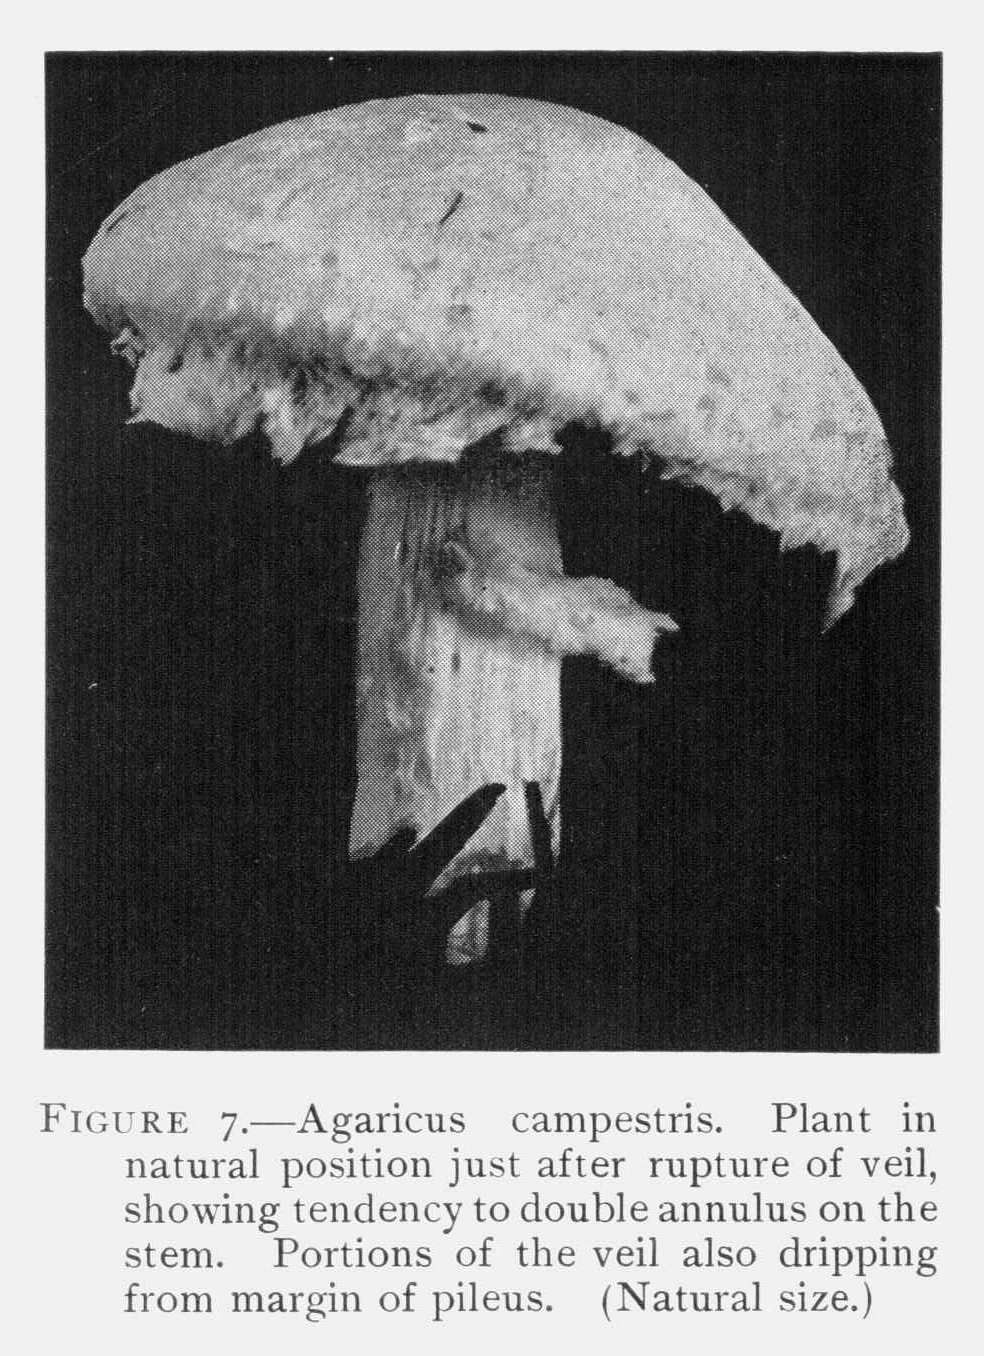 FIGURE 7.—Agaricus campestris. Plant in
natural position just after rupture of veil,
showing tendency to double annulus on the
stem. Portions of the veil also dripping
from margin of pileus. (Natural size.)